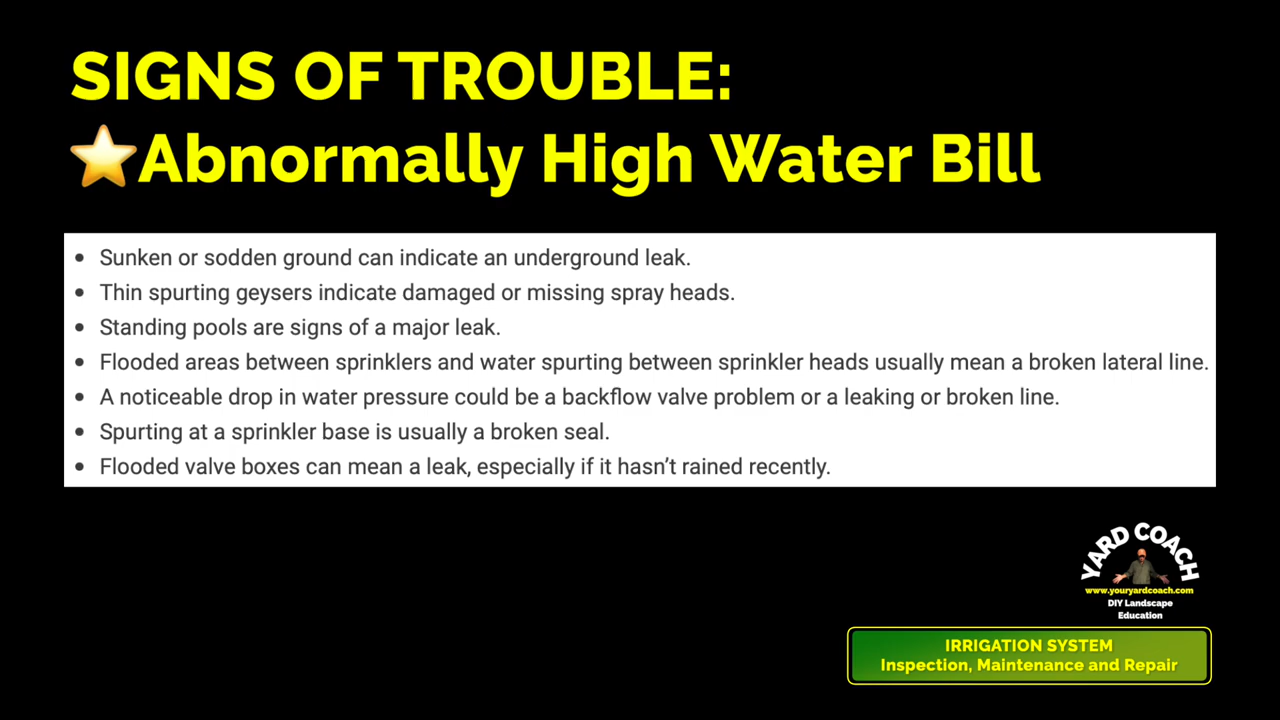 SIGNS OF TROUBLE:
⭐Abnormally High Water Bill
• Sunken or sodden ground can indicate an underground leak.
• Thin spurting geysers indicate damaged or missing spray heads.
• Standing pools are signs of a major leak.
• Flooded areas between sprinklers and water spurting between sprinkler heads usually mean a broken lateral line.
• A noticeable drop in water pressure could be a backflow valve problem or a leaking or broken line.
• Spurting at a sprinkler base is usually a broken seal.
• Flooded valve boxes can mean a leak, especially if it hasn’t rained recently.
YARD COACH
www.youryardcoach.com
DIY Landscape
Education
IRRIGATION SYSTEM
Inspection, Maintenance and Repair